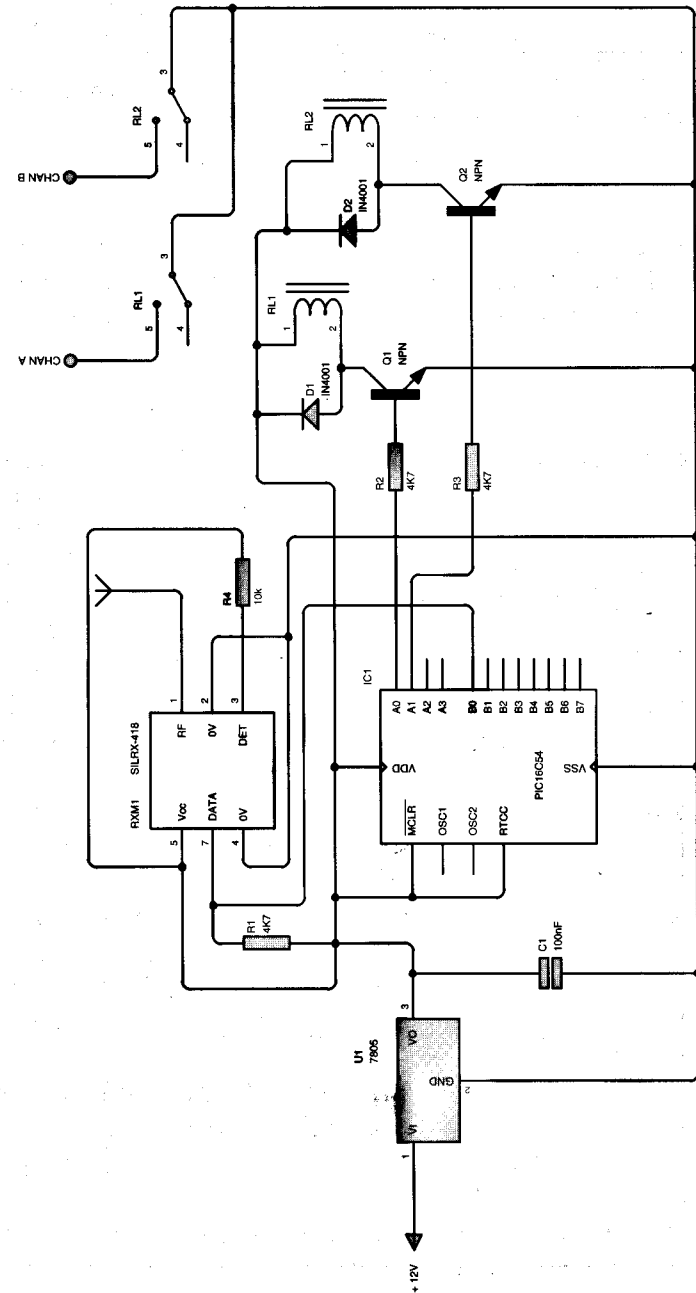 CHAN B
CHAN A
RL2
5
4
3
RL1
5
4
3
RL2
1
2
D2
IN4001
Q2
NPN
RL1
1
2
D1
IN4001
Q1
NPN
R2
4K7
R3
4K7
R4
10k
RXM1
SILRX-418
Vcc
DATA
0V
RF
0V
DET
5
7
4
1
2
3
R1
4K7
IC1
PIC16C54
MCLR
OSC1
OSC2
RTCC
VDD
VSS
A0
A1
A2
A3
B0
B1
B2
B3
B4
B5
B6
B7
C1
100nF
U1
7805
VI
VO
GND
1
3
2
+ 12V